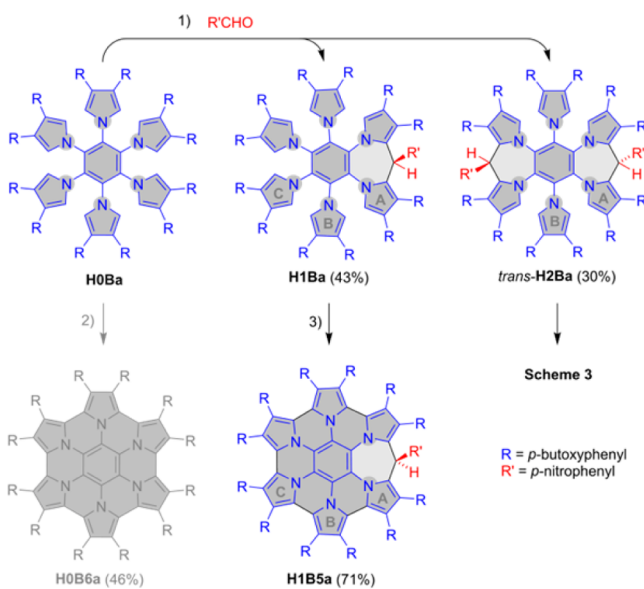 1) R'CHO
R R R R R R
R R R R R R
R R R R R R
R R R R R R
N N N N N N
N N N N N N
N N N N N N
R' H
H R' R' H
C B A
B A
H0Ba
H1Ba (43%)
trans-H2Ba (30%)
2)
3)
Scheme 3
R R R R R R
R R R R R R
R R R R R R
R R R R R R
N N N N N N
N N N N N N
R' H
C B A
R = p-butoxyphenyl
R' = p-nitrophenyl
H0B6a (46%)
H1B5a (71%)